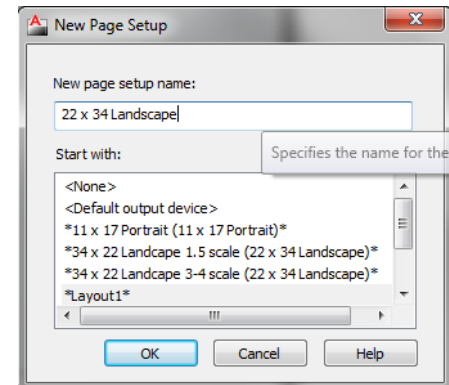 New Page Setup
New page setup name:
22 x 34 Landscape
Start with:
Specifies the name for the
<None>
<Default output device>
*11 x 17 Portrait (11 x 17 Portrait)*
*34 x 22 Landcape 1.5 scale (22 x 34 Landscape)*
*34 x 22 Landcape 3-4 scale (22 x 34 Landscape)*
*Layout1*
OK
Cancel
Help